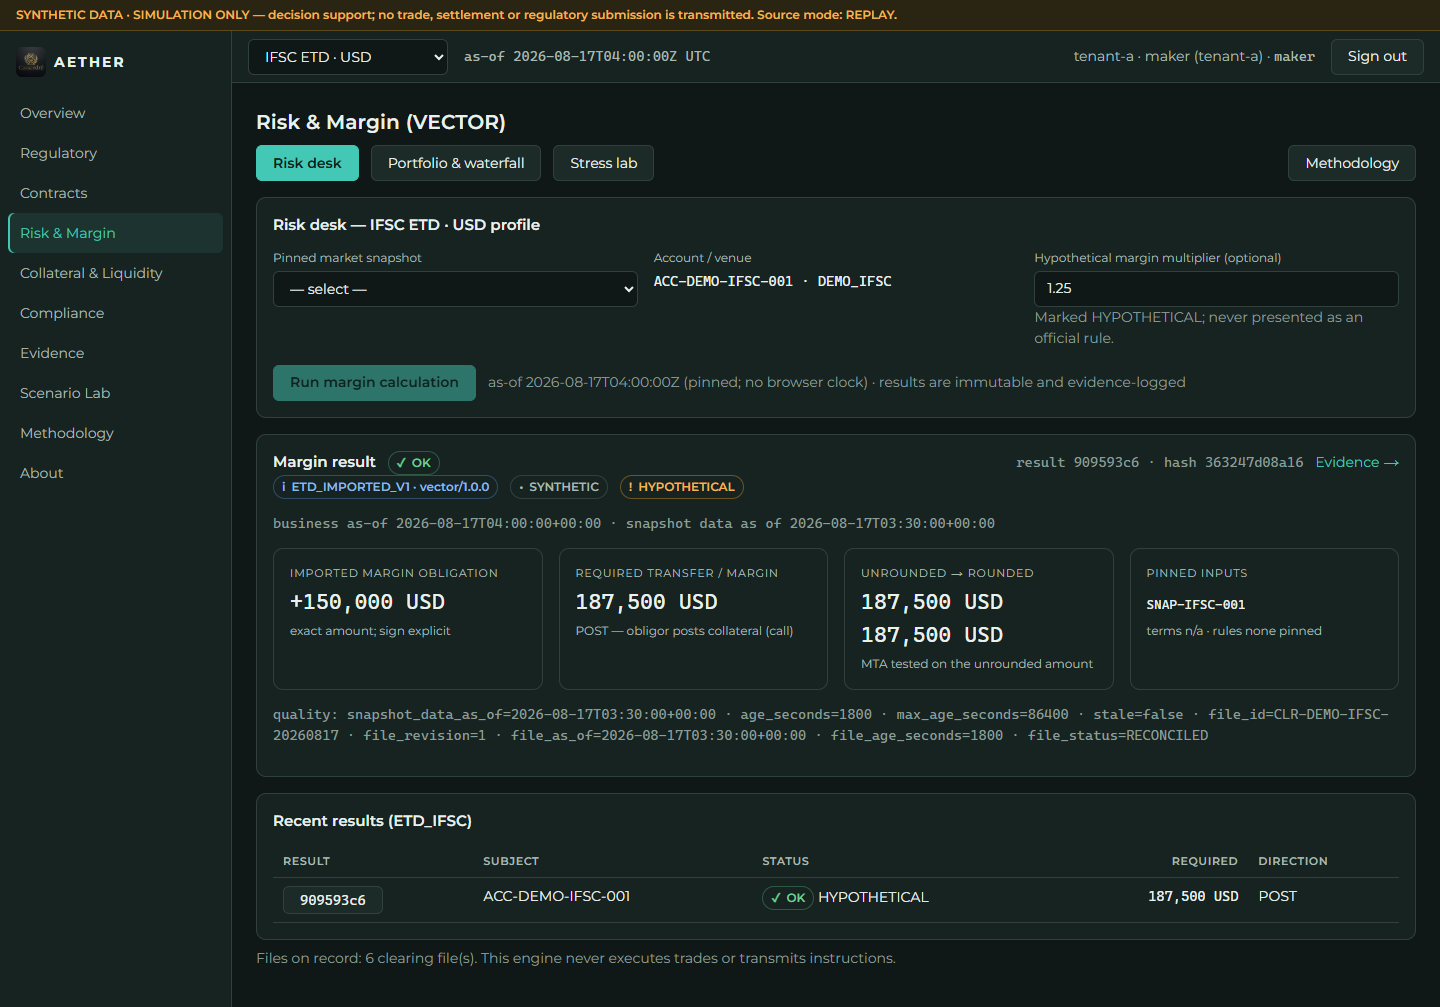 SYNTHETIC DATA · SIMULATION ONLY — decision support; no trade, settlement or regulatory submission is transmitted. Source mode: REPLAY.
AETHER
IFSC ETD · USD
as-of 2026-08-17T04:00:00Z UTC
tenant-a · maker (tenant-a) · maker
Sign out
Overview
Regulatory
Contracts
Risk & Margin
Collateral & Liquidity
Compliance
Evidence
Scenario Lab
Methodology
About
Risk & Margin (VECTOR)
Risk desk
Portfolio & waterfall
Stress lab
Methodology
Risk desk — IFSC ETD · USD profile
Pinned market snapshot
— select —
Account / venue
ACC-DEMO-IFSC-001 · DEMO_IFSC
Hypothetical margin multiplier (optional)
1.25
Marked HYPOTHETICAL; never presented as an
official rule.
Run margin calculation
as-of 2026-08-17T04:00:00Z (pinned; no browser clock) · results are immutable and evidence-logged
Margin result
✓ OK
result 909593c6 · hash 363247d08a16
Evidence →
i ETD_IMPORTED_V1 · vector/1.0.0
• SYNTHETIC
! HYPOTHETICAL
business as-of 2026-08-17T04:00:00+00:00 · snapshot data as of 2026-08-17T03:30:00+00:00
IMPORTED MARGIN OBLIGATION
+150,000 USD
exact amount; sign explicit
REQUIRED TRANSFER / MARGIN
187,500 USD
POST — obligor posts collateral (call)
UNROUNDED → ROUNDED
187,500 USD
187,500 USD
MTA tested on the unrounded amount
PINNED INPUTS
SNAP-IFSC-001
terms n/a · rules none pinned
quality: snapshot_data_as_of=2026-08-17T03:30:00+00:00 · age_seconds=1800 · max_age_seconds=86400 · stale=false · file_id=CLR-DEMO-IFSC-
20260817 · file_revision=1 · file_as_of=2026-08-17T03:30:00+00:00 · file_age_seconds=1800 · file_status=RECONCILED
Recent results (ETD_IFSC)
RESULT SUBJECT STATUS REQUIRED DIRECTION
909593c6 ACC-DEMO-IFSC-001 ✓ OK HYPOTHETICAL 187,500 USD POST
Files on record: 6 clearing file(s). This engine never executes trades or transmits instructions.